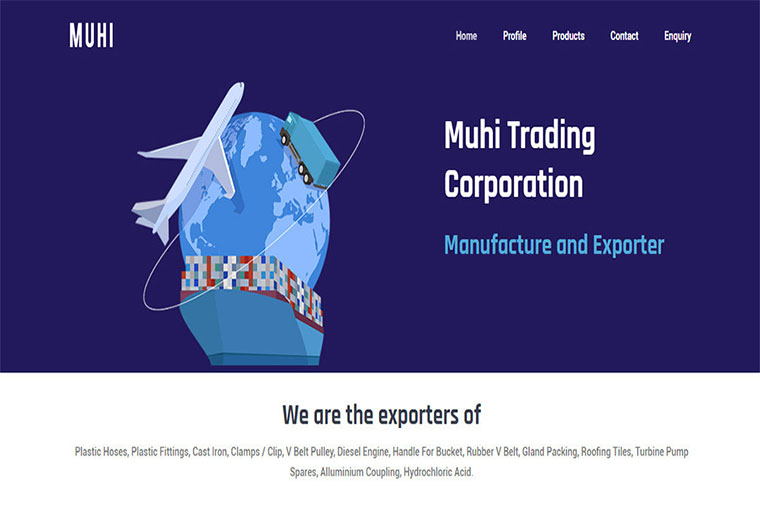 MUHI
Home Profile Products Contact Enquiry
Muhi Trading
Corporation
Manufacture and Exporter
We are the exporters of
Plastic Hoses, Plastic Fittings, Cast Iron, Clamps / Clip, V Belt Pulley, Diesel Engine, Handle For Bucket, Rubber V Belt, Gland Packing, Roofing Tiles, Turbine Pump
Spares, Alluminium Coupling, Hydrochloric Acid.